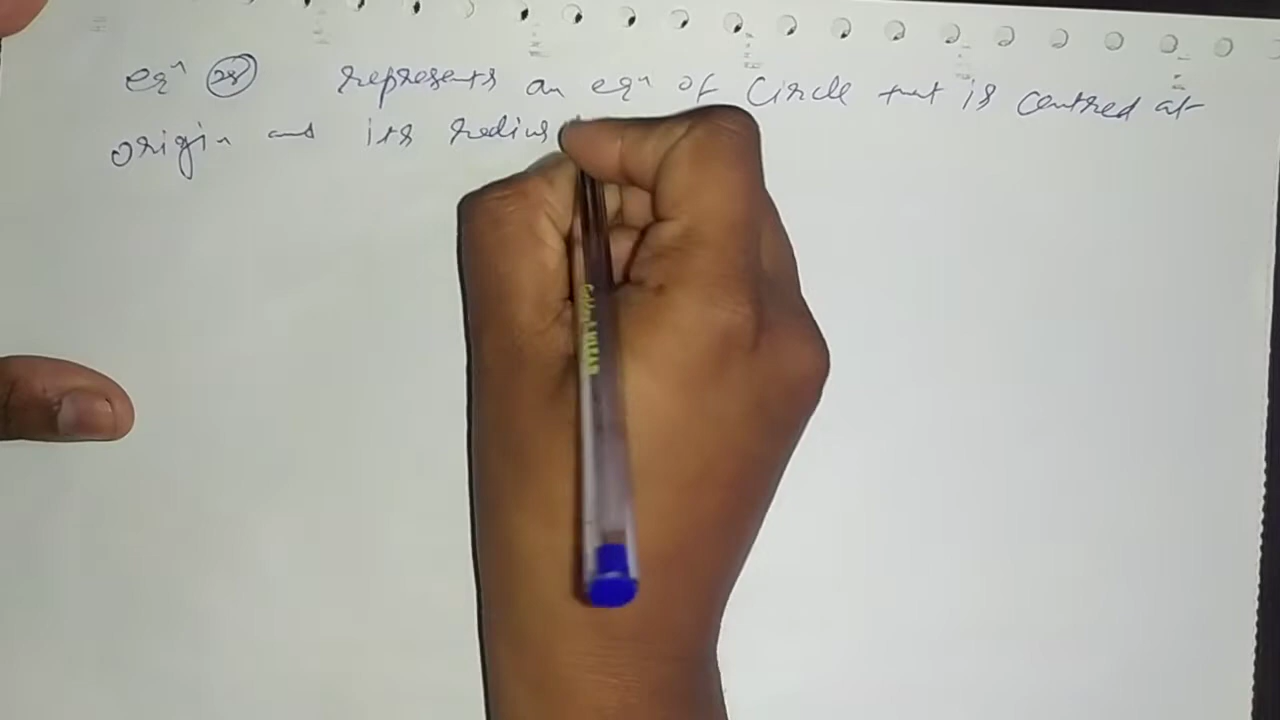 eqⁿ (28) represents an eqⁿ of Circle that is centred at
origin and its radius